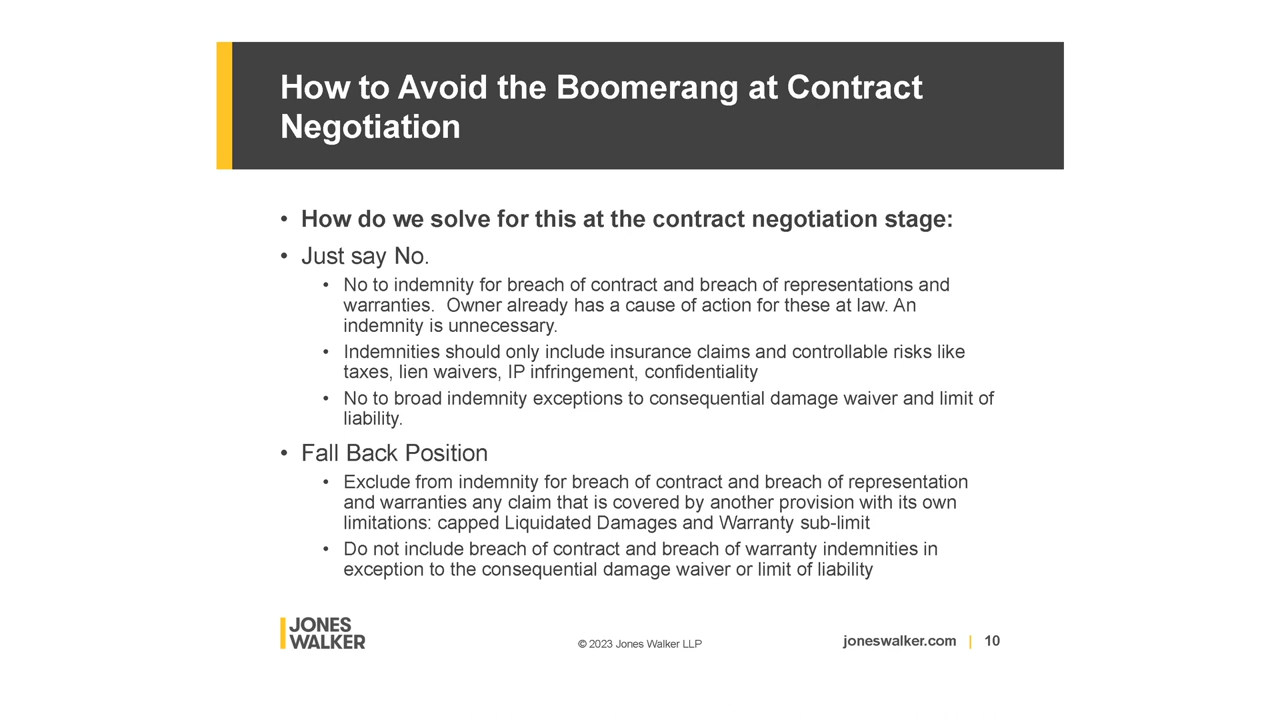 How to Avoid the Boomerang at Contract
Negotiation
• How do we solve for this at the contract negotiation stage:
• Just say No.
• No to indemnity for breach of contract and breach of representations and
warranties.  Owner already has a cause of action for these at law. An
indemnity is unnecessary.
• Indemnities should only include insurance claims and controllable risks like
taxes, lien waivers, IP infringement, confidentiality
• No to broad indemnity exceptions to consequential damage waiver and limit of
liability.
• Fall Back Position
• Exclude from indemnity for breach of contract and breach of representation
and warranties any claim that is covered by another provision with its own
limitations: capped Liquidated Damages and Warranty sub-limit
• Do not include breach of contract and breach of warranty indemnities in
exception to the consequential damage waiver or limit of liability
JONES
WALKER
© 2023 Jones Walker LLP
joneswalker.com | 10